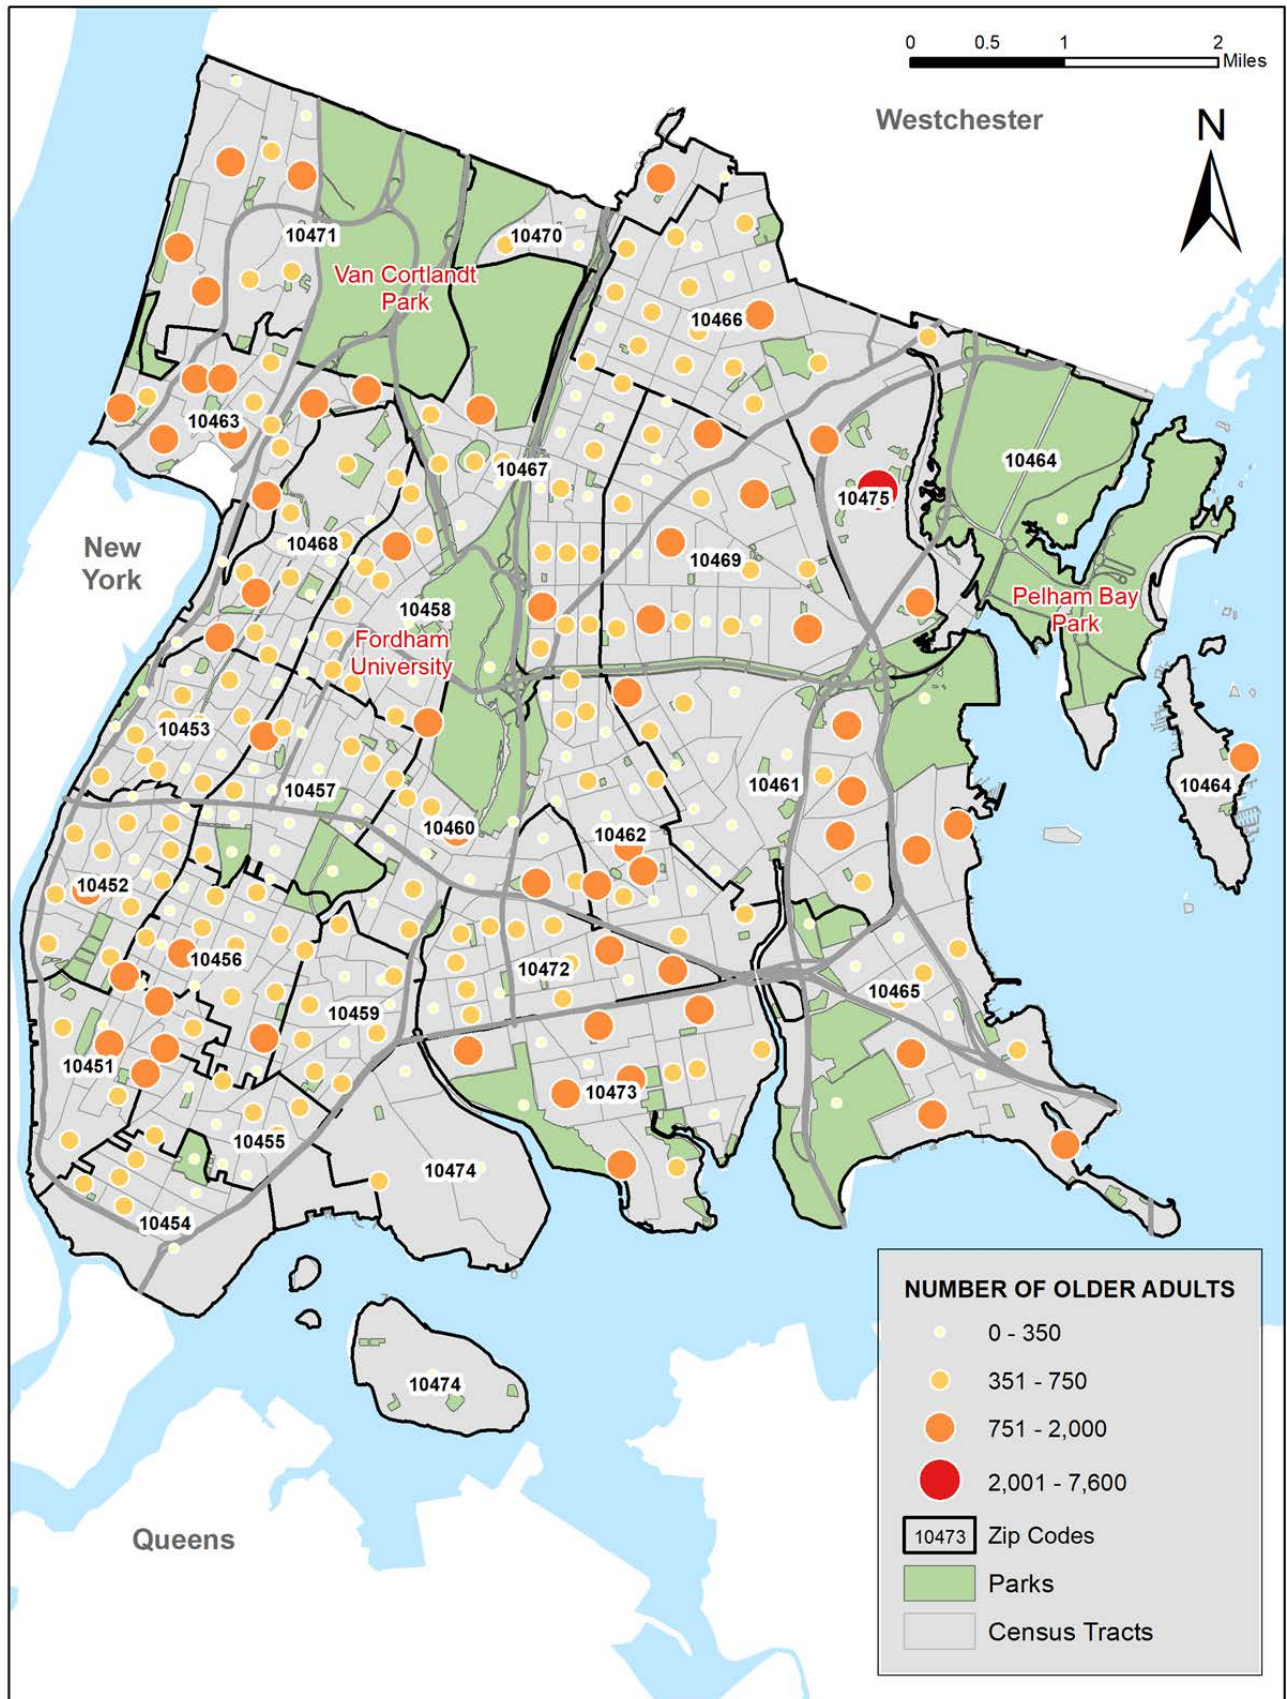 0 0.5 1 2
Miles
Westchester
N
10471
10470
Van Cortlandt
Park
10466
10463
10467
10464
10475
New
York
10468
10469
10458
Pelham Bay
Park
Fordham
University
10453
10461
10464
10457
10462
10460
10452
10456
10472
10465
10459
10451
10473
10455
10474
10454
NUMBER OF OLDER ADULTS
0 - 350
351 - 750
751 - 2,000
2,001 - 7,600
10473 Zip Codes
Parks
Census Tracts
10474
Queens